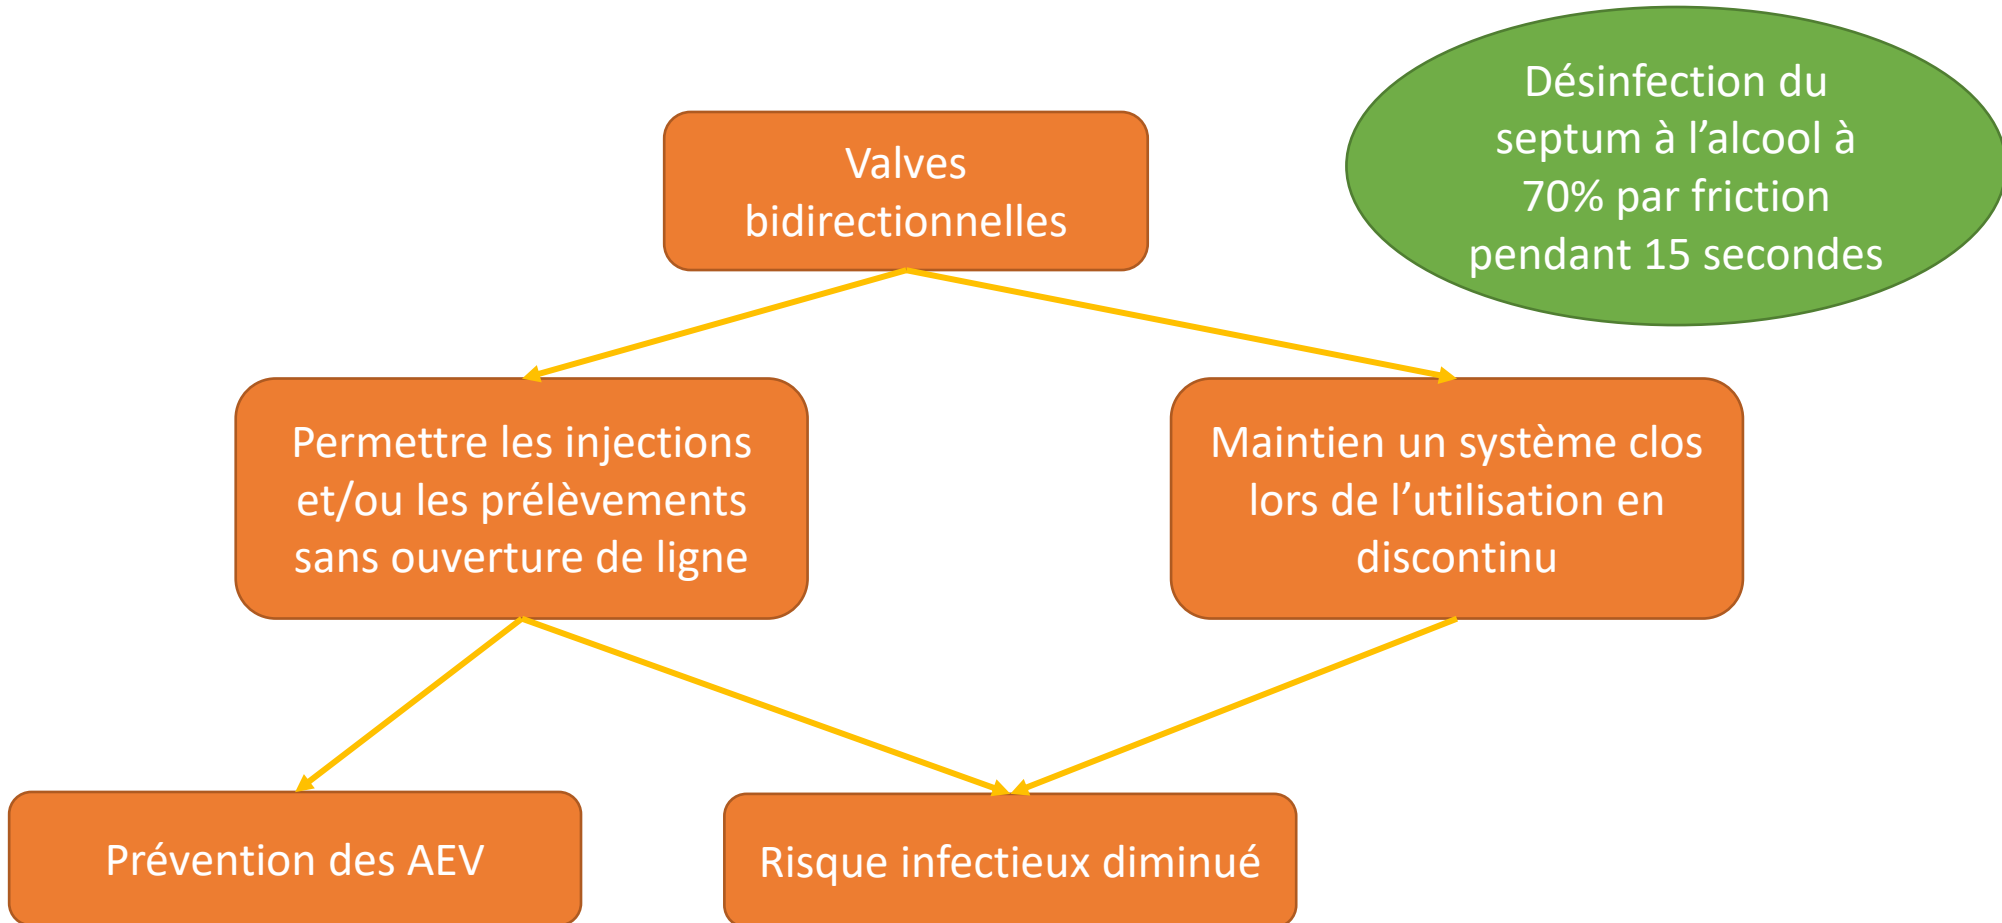 Désinfection du
septum à l’alcool à
70% par friction
pendant 15 secondes
Valves
bidirectionnelles
Permettre les injections
et/ou les prélèvements
sans ouverture de ligne
Maintien un système clos
lors de l’utilisation en
discontinu
Prévention des AEV
Risque infectieux diminué